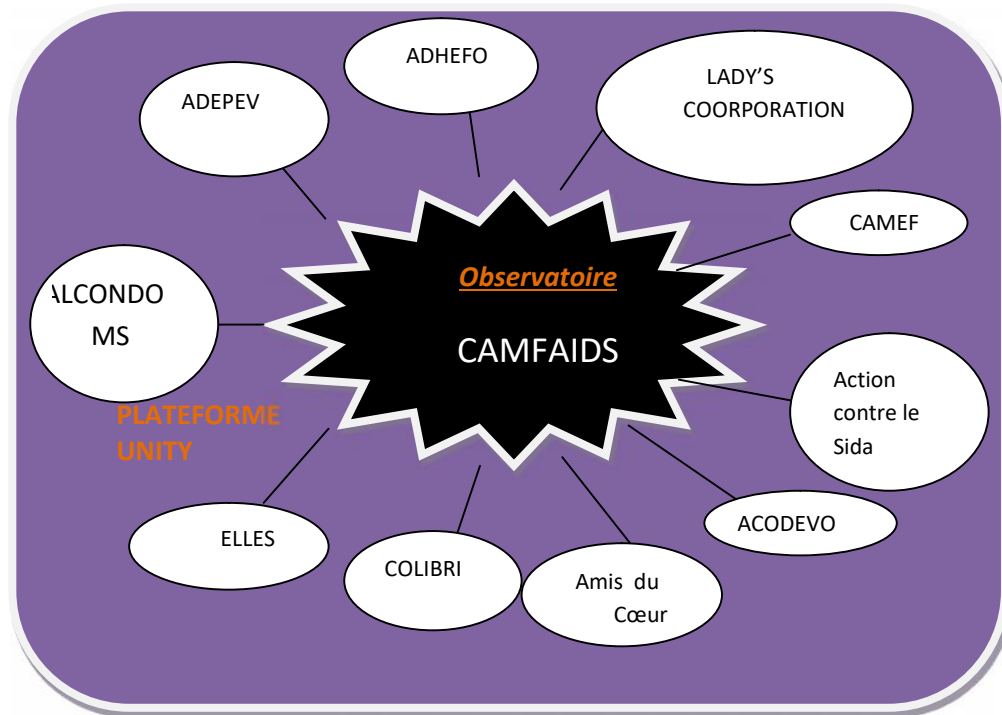 ADHEFO
LADY'S
COORPORATION
ADEPEV
CAMEF
Observatoire
CAMFAIDS
ALCONDO
MS
PLATEFORME
UNITY
Action
contre le
Sida
ACODEVO
ELLES
COLIBRI
Amis du
Cœur